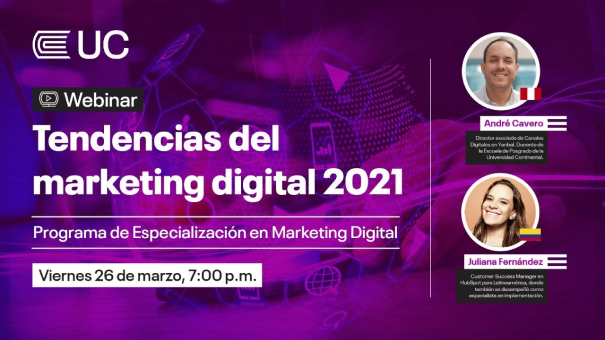 UC
Webinar
Tendencias del
marketing digital 2021
Programa de Especialización en Marketing Digital
Viernes 26 de marzo, 7:00 p.m.
André Cavero
Director asociado de Canales
Digitales en Yanbal. Docente de
la Escuela de Posgrado de la
Universidad Continental.
Juliana Fernández
Customer Success Manager en
HubSpot para Latinoamérica, donde
también se desempeñó como
especialista en implementación.